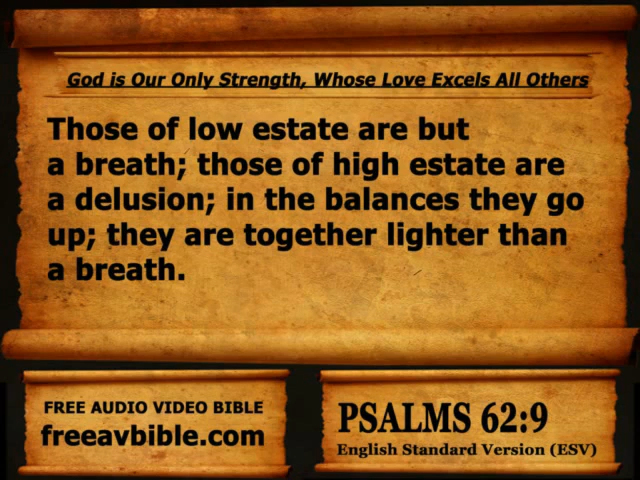 God is Our Only Strength, Whose Love Excels All Others
Those of low estate are but
a breath; those of high estate are
a delusion; in the balances they go
up; they are together lighter than
a breath.
FREE AUDIO VIDEO BIBLE
freeavbible.com
PSALMS 62:9
English Standard Version (ESV)